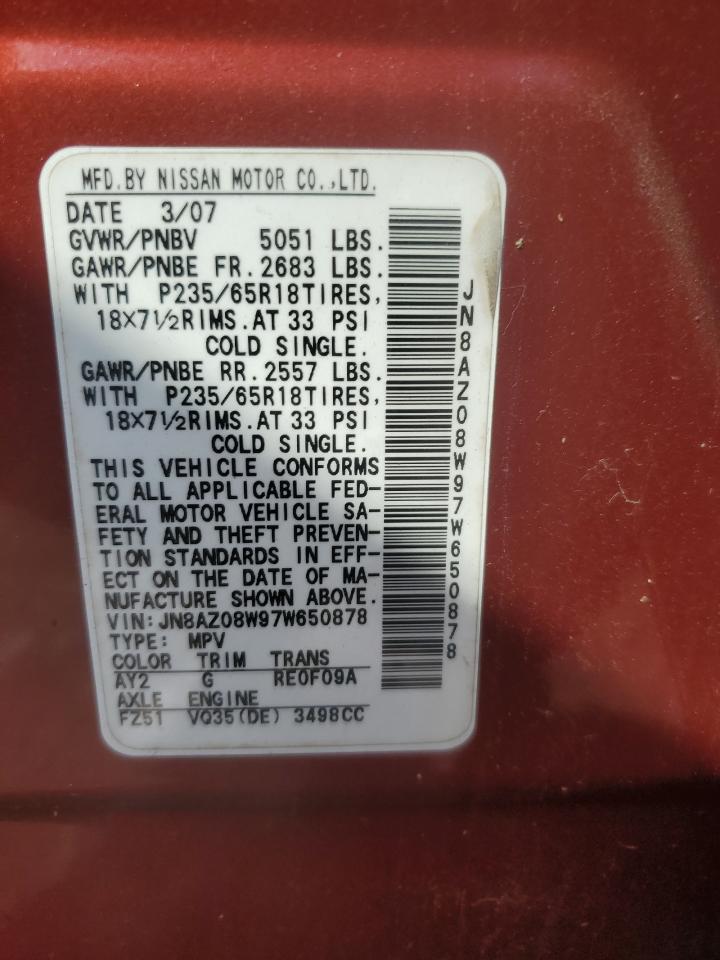 MFD.BY NISSAN MOTOR CO.,LTD.
DATE 3/07
GVWR/PNBV 5051 LBS.
GAWR/PNBE FR.2683 LBS.
WITH P235/65R18TIRES,
18×7½RIMS.AT 33 PSI
COLD SINGLE.
GAWR/PNBE RR.2557 LBS.
WITH P235/65R18TIRES,
18×7½RIMS.AT 33 PSI
COLD SINGLE.
THIS VEHICLE CONFORMS
TO ALL APPLICABLE FED-
ERAL MOTOR VEHICLE SA-
FETY AND THEFT PREVEN-
TION STANDARDS IN EFF-
ECT ON THE DATE OF MA-
NUFACTURE SHOWN ABOVE.
VIN:JN8AZ08W97W650878
TYPE: MPV
COLOR TRIM TRANS
AY2 G RE0F09A
AXLE ENGINE
FZ51 VQ35(DE) 3498CC
JN8AZ08W97W650878